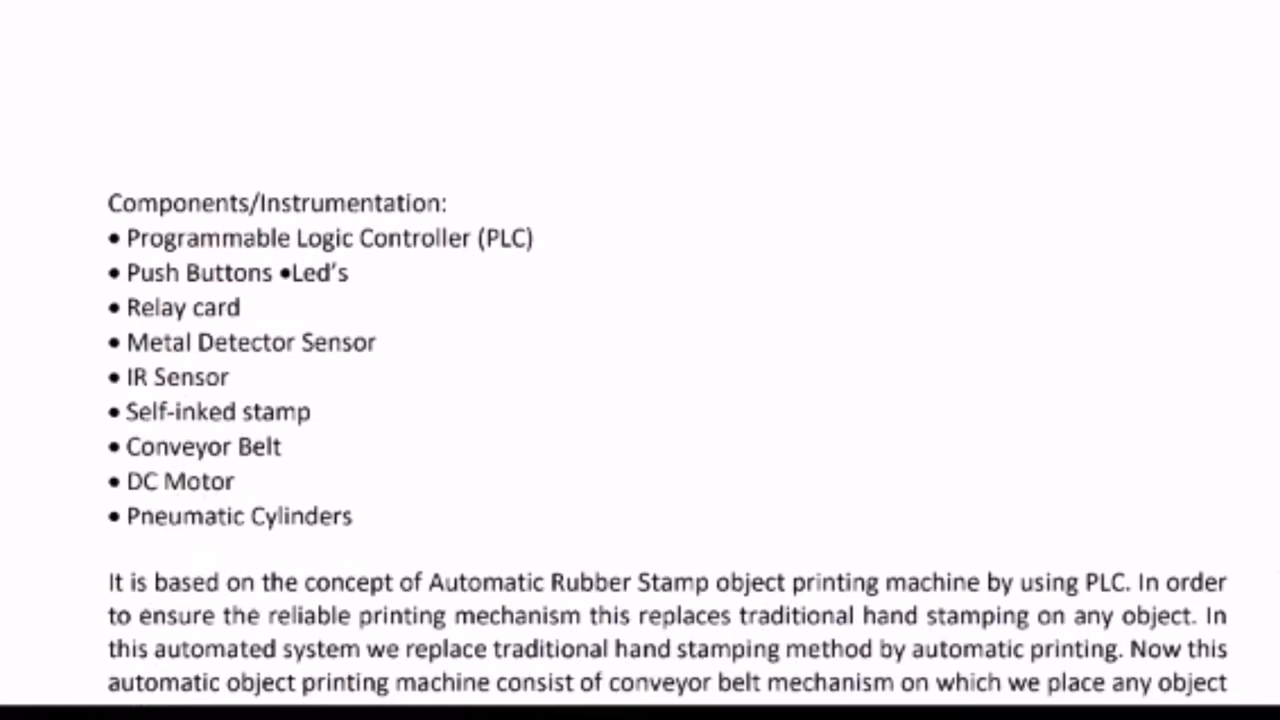 Components/Instrumentation:
• Programmable Logic Controller (PLC)
• Push Buttons •Led's
• Relay card
• Metal Detector Sensor
• IR Sensor
• Self-inked stamp
• Conveyor Belt
• DC Motor
• Pneumatic Cylinders
It is based on the concept of Automatic Rubber Stamp object printing machine by using PLC. In order
to ensure the reliable printing mechanism this replaces traditional hand stamping on any object. In
this automated system we replace traditional hand stamping method by automatic printing. Now this
automatic object printing machine consist of conveyor belt mechanism on which we place any object